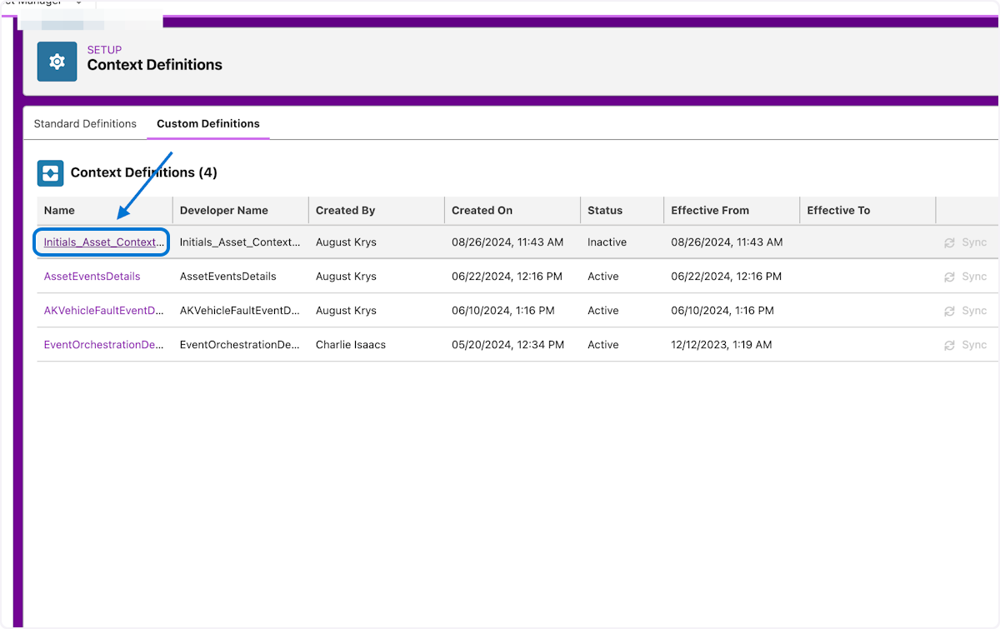 Manager
SETUP
Context Definitions
Standard Definitions Custom Definitions
Context Definitions (4)
Name Developer Name Created By Created On Status Effective From Effective To
Initials_Asset_Context... Initials_Asset_Context... August Krys 08/26/2024, 11:43 AM Inactive 08/26/2024, 11:43 AM Sync
AssetEventsDetails AssetEventsDetails August Krys 06/22/2024, 12:16 PM Active 06/22/2024, 12:16 PM Sync
AKVehicleFaultEventD... AKVehicleFaultEventD... August Krys 06/10/2024, 1:16 PM Active 06/10/2024, 1:16 PM Sync
EventOrchestrationDe... EventOrchestrationDe... Charlie Isaacs 05/20/2024, 12:34 PM Active 12/12/2023, 1:19 AM Sync